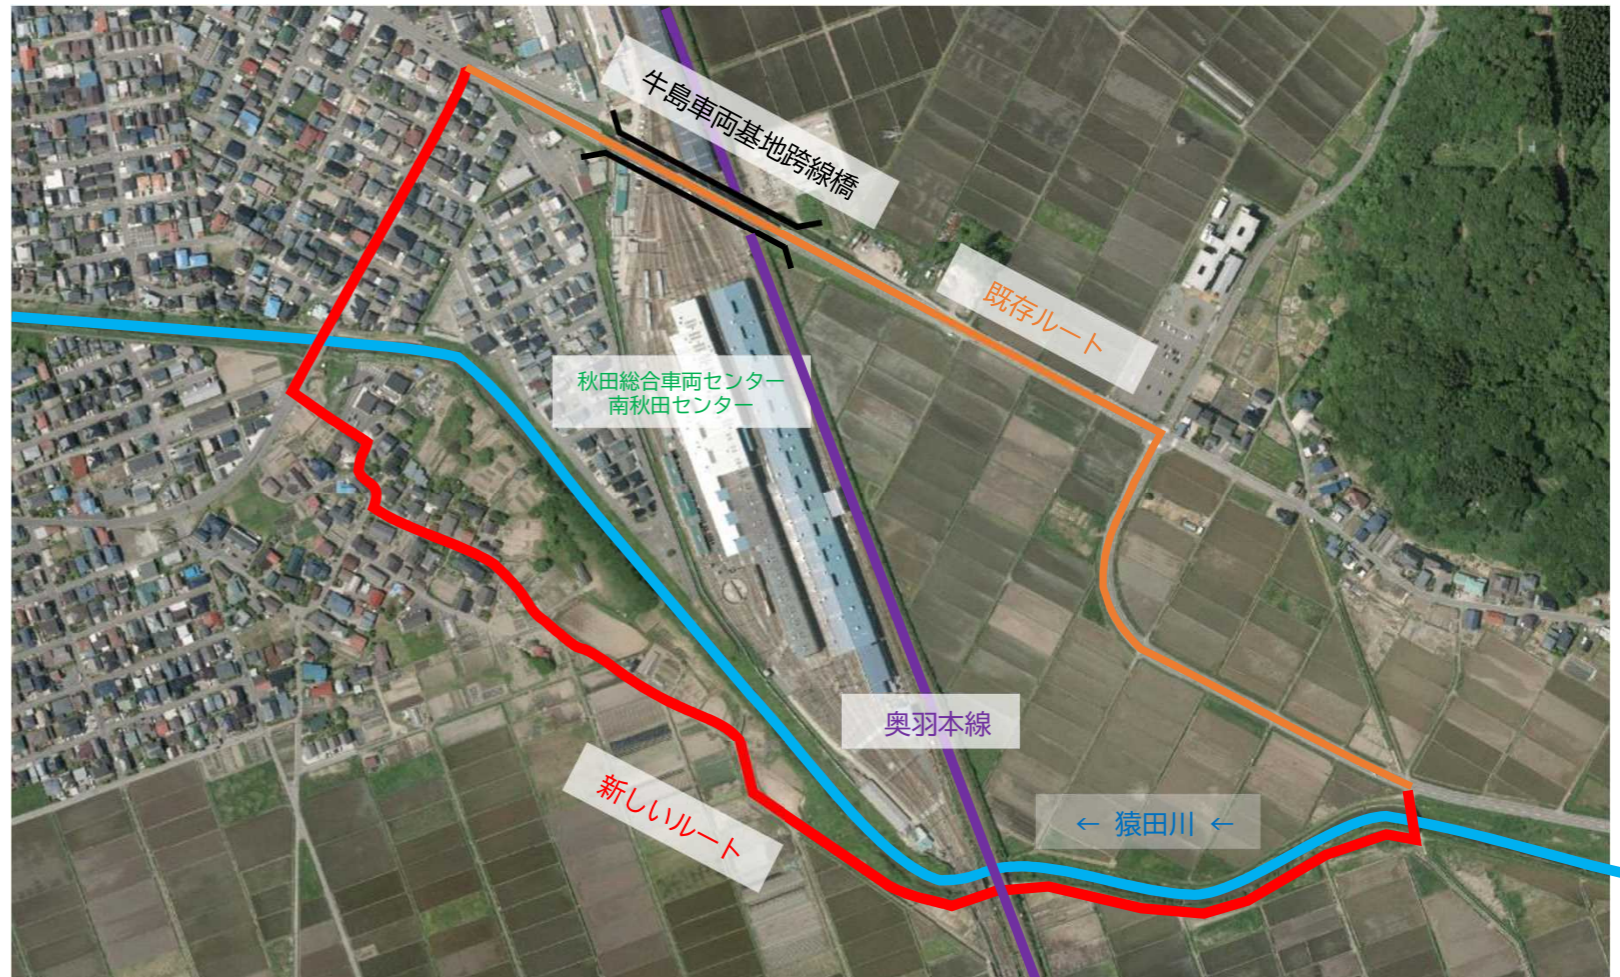 牛島車両基地跨線橋
既存ルート
秋田総合車両センター
南秋田センター
奥羽本線
新しいルート
← 猿田川 ←